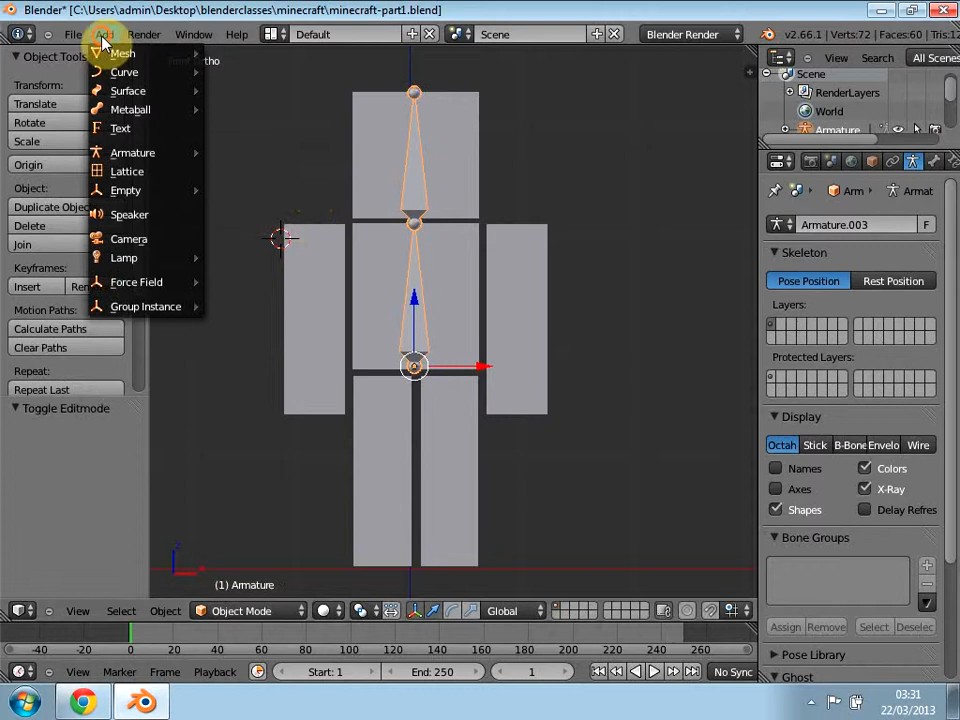 Blender* [C:\Users\admin\Desktop\blenderclasses\minecraft\minecraft-part1.blend]
File Add Render Window Help Default Scene Blender Render v2.66.1 | Verts:72 | Faces:60 | Tris:12
Object Tools
Transform:
Translate
Rotate
Scale
Origin
Object:
Duplicate Objec
Delete
Join
Keyframes:
Insert
Motion Paths:
Calculate Paths
Clear Paths
Repeat:
Repeat Last
Toggle Editmode
Mesh
Curve
Surface
Metaball
Text
Armature
Lattice
Empty
Speaker
Camera
Lamp
Force Field
Group Instance
Ortho
z
(1) Armature
View Select Object Object Mode Global
View Search All Scenes
Scene
RenderLayers
World
Armature
Arm Armat
Armature.003 F
Skeleton
Pose Position Rest Position
Layers:
Protected Layers:
Display
Octah Stick B-Bone Envelo Wire
Names Colors
Axes X-Ray
Shapes Delay Refres
Bone Groups
Assign Remove Select Deselec
Pose Library
Ghost
-40 -20 0 20 40 60 80 100 120 140 160 180 200 220 240 260
View Marker Frame Playback Start: 1 End: 250 1 No Sync
03:31
22/03/2013